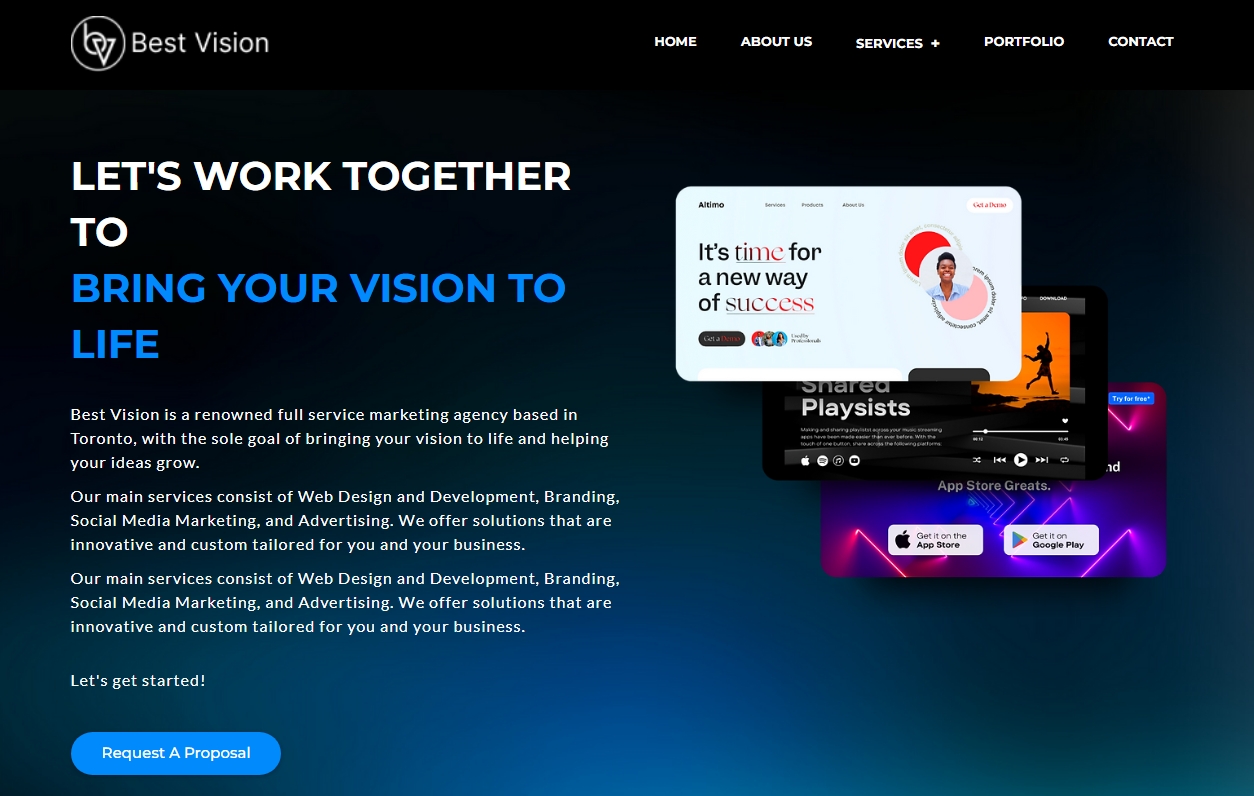 Best Vision
HOME
ABOUT US
SERVICES +
PORTFOLIO
CONTACT
LET'S WORK TOGETHER
TO
BRING YOUR VISION TO
LIFE
Best Vision is a renowned full service marketing agency based in
Toronto, with the sole goal of bringing your vision to life and helping
your ideas grow.
Our main services consist of Web Design and Development, Branding,
Social Media Marketing, and Advertising. We offer solutions that are
innovative and custom tailored for you and your business.
Our main services consist of Web Design and Development, Branding,
Social Media Marketing, and Advertising. We offer solutions that are
innovative and custom tailored for you and your business.
Let's get started!
Request A Proposal
Altimo
Services
Products
About Us
Get a Demo
It's time for
a new way
of success
Get a Demo
Used by
Professionals
DOWNLOAD
Shared
Playsists
Making and sharing playlists across your music streaming
apps have been made easier than ever before. With the
touch of one button, share across the following platforms:
Try for free*
App Store Greats.
Get it on the
App Store
Get it on
Google Play